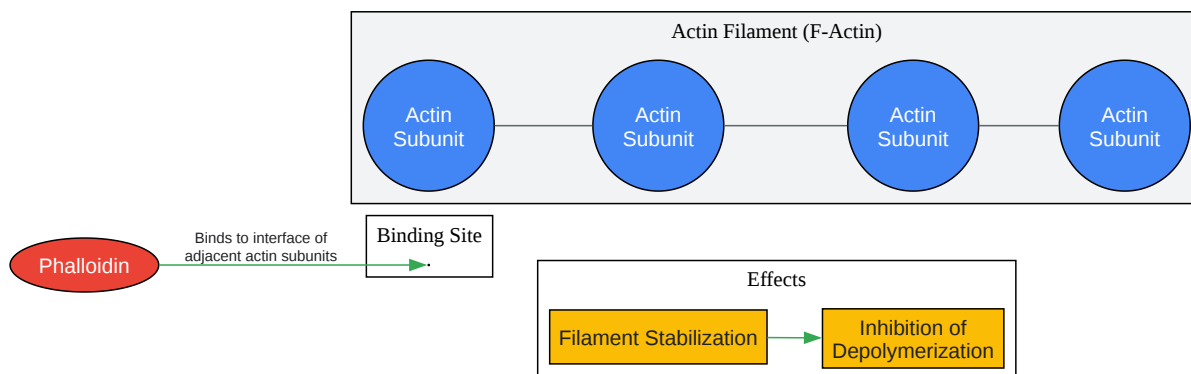 Actin Filament (F-Actin)
Actin
Subunit
Actin
Subunit
Actin
Subunit
Actin
Subunit
Binding Site
Phalloidin
Binds to interface of
adjacent actin subunits
Effects
Filament Stabilization
Inhibition of
Depolymerization